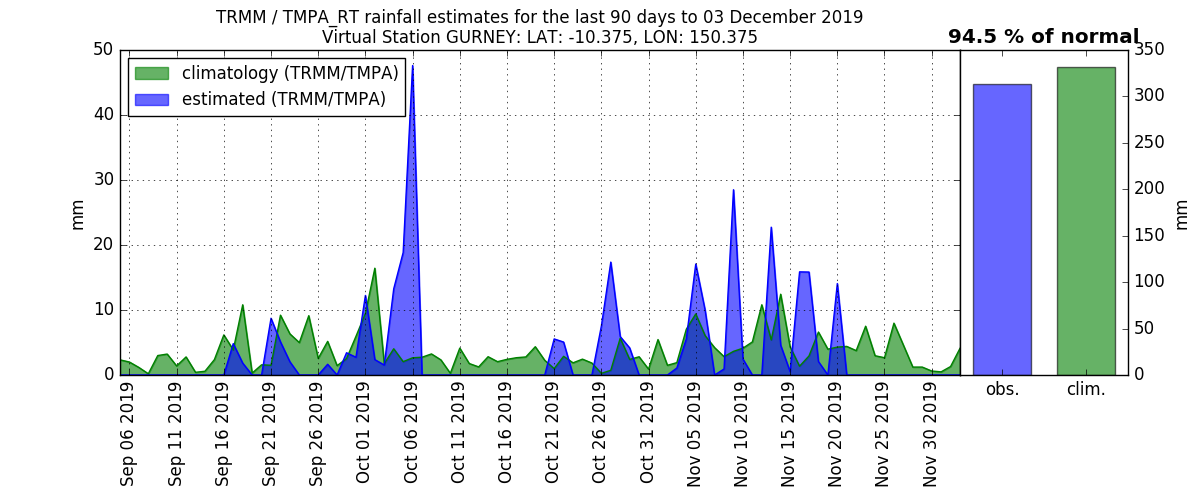 TRMM / TMPA_RT rainfall estimates for the last 90 days to 03 December 2019
Virtual Station GURNEY: LAT: -10.375, LON: 150.375
94.5 % of normal
climatology (TRMM/TMPA)
estimated (TRMM/TMPA)
50
40
30
20
10
0
mm
350
300
250
200
150
100
50
0
mm
obs.
clim.
Sep 06 2019
Sep 11 2019
Sep 16 2019
Sep 21 2019
Sep 26 2019
Oct 01 2019
Oct 06 2019
Oct 11 2019
Oct 16 2019
Oct 21 2019
Oct 26 2019
Oct 31 2019
Nov 05 2019
Nov 10 2019
Nov 15 2019
Nov 20 2019
Nov 25 2019
Nov 30 2019